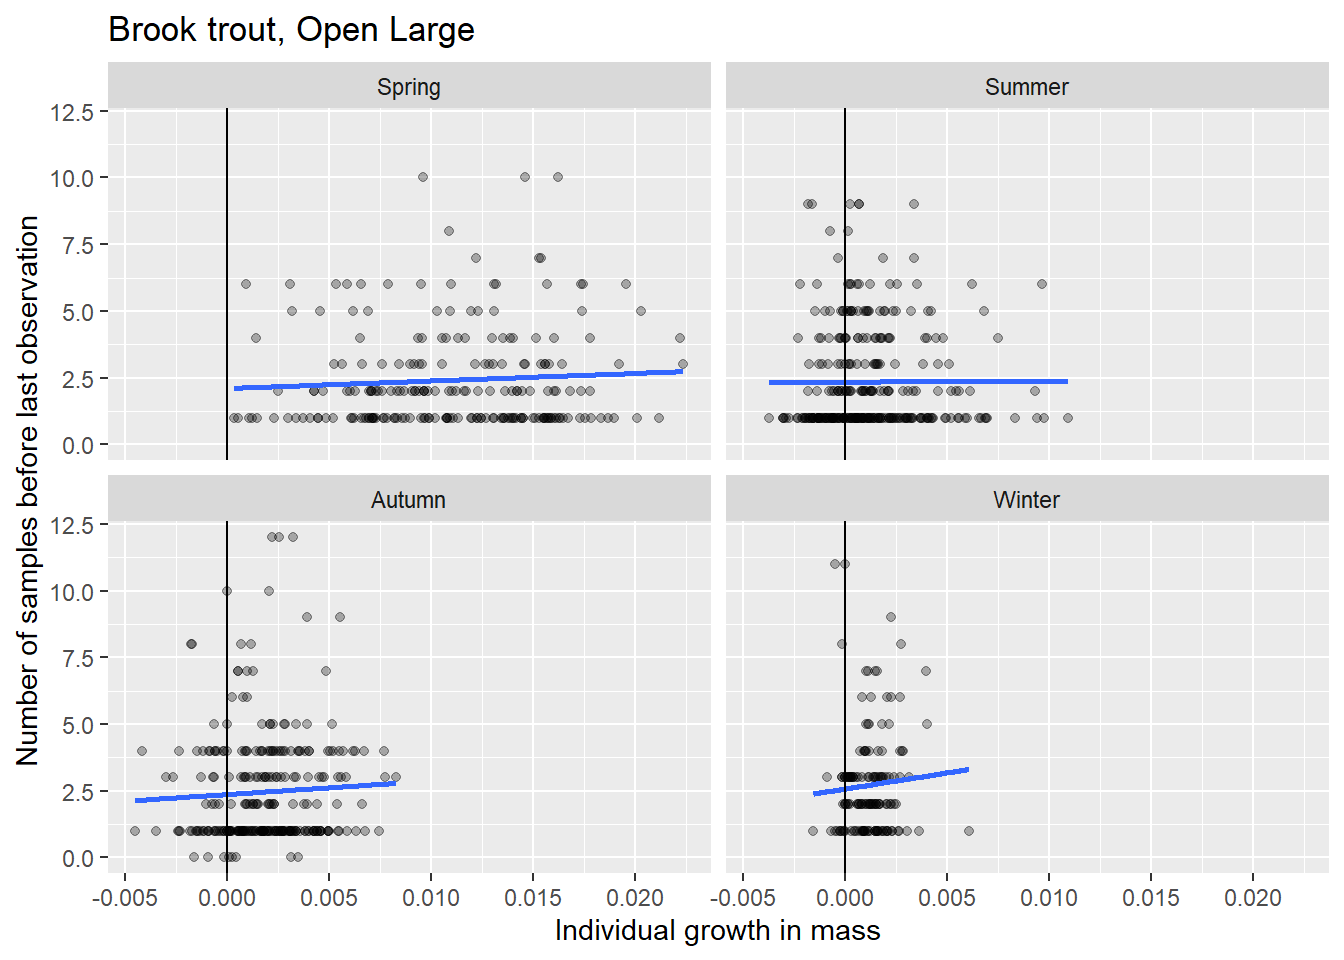 Brook trout, Open Large
Spring
Summer
12.5
10.0
7.5
5.0
2.5
0.0
Autumn
Winter
12.5
10.0
7.5
5.0
2.5
0.0
Number of samples before last observation
-0.005 0.000 0.005 0.010 0.015 0.020
-0.005 0.000 0.005 0.010 0.015 0.020
Individual growth in mass